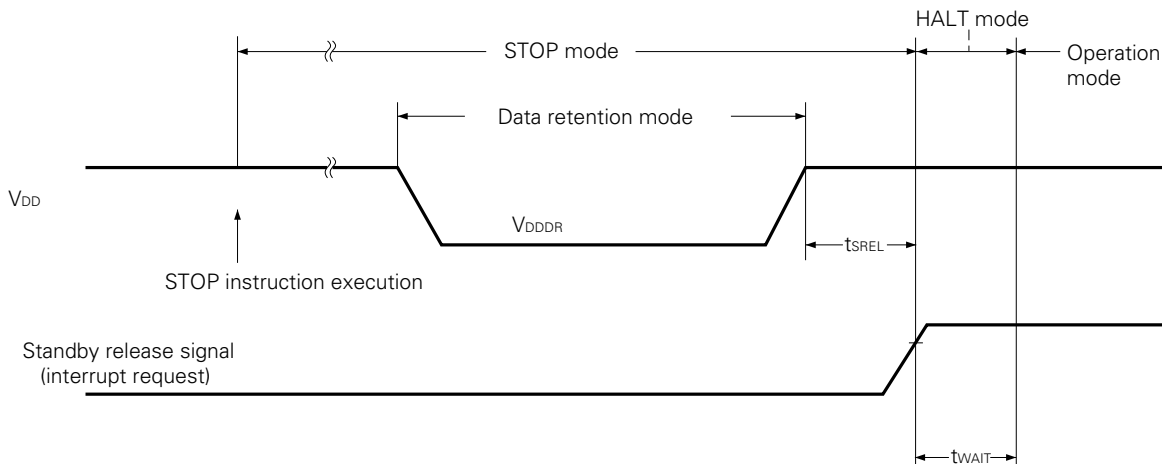 HALT mode
STOP mode
Operation
mode
Data retention mode
VDD
VDDDR
tSREL
STOP instruction execution
Standby release signal
(interrupt request)
tWAIT